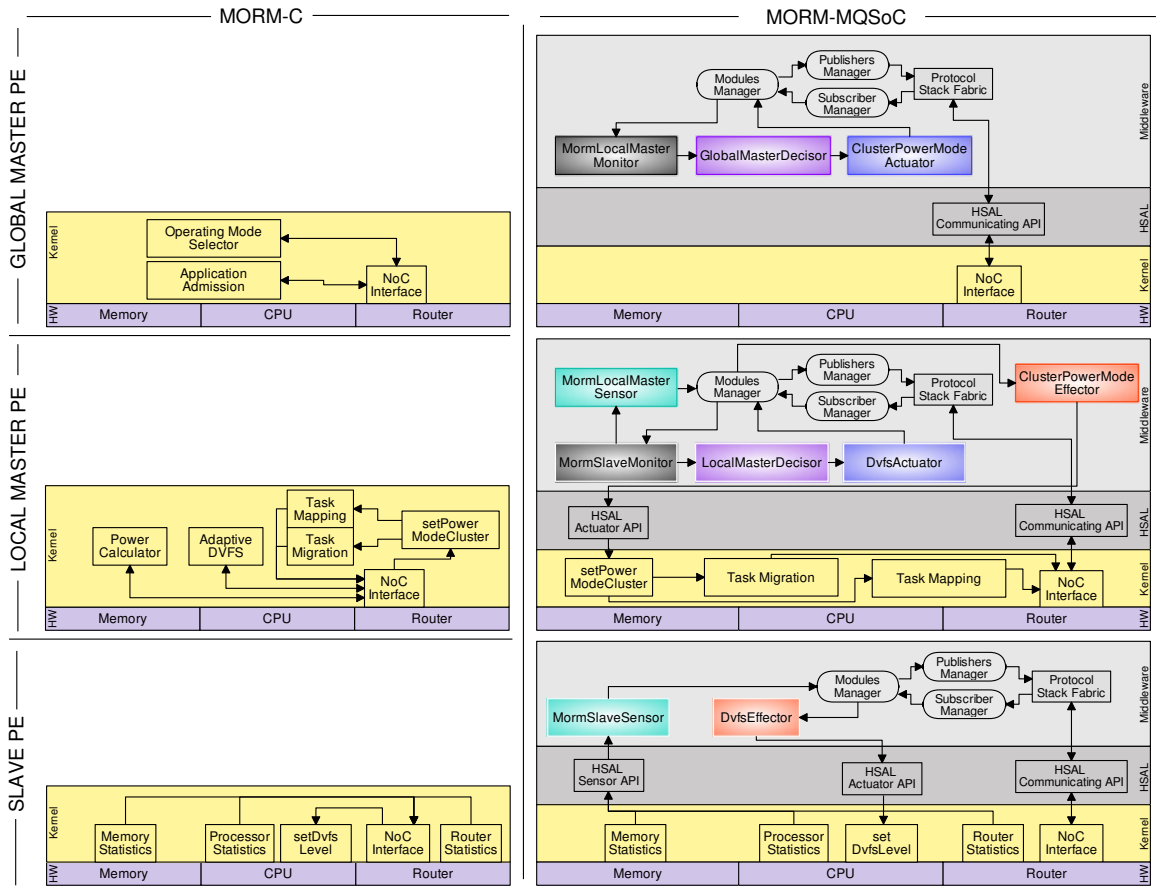 MORM-C
MORM-MQSoC
GLOBAL MASTER PE
Kernel
Operating Mode
Selector
Application
Admission
NoC
Interface
HW
Memory
CPU
Router
Middleware
Modules
Manager
Publishers
Manager
Subscriber
Manager
Protocol
Stack Fabric
MormLocalMaster
Monitor
GlobalMasterDecisor
ClusterPowerMode
Actuator
HSAL
HSAL
Communicating API
Kernel
NoC
Interface
HW
Memory
CPU
Router
LOCAL MASTER PE
Kernel
Power
Calculator
Adaptive
DVFS
Task
Mapping
Task
Migration
setPower
ModeCluster
NoC
Interface
HW
Memory
CPU
Router
Middleware
MormLocalMaster
Sensor
Modules
Manager
Publishers
Manager
Subscriber
Manager
Protocol
Stack Fabric
ClusterPowerMode
Effector
MormSlaveMonitor
LocalMasterDecisor
DvfsActuator
HSAL
HSAL
Actuator API
HSAL
Communicating API
Kernel
setPower
ModeCluster
Task Migration
Task Mapping
NoC
Interface
HW
Memory
CPU
Router
SLAVE PE
Kernel
Memory
Statistics
Processor
Statistics
setDvfs
Level
NoC
Interface
Router
Statistics
HW
Memory
CPU
Router
Middleware
Modules
Manager
Publishers
Manager
Subscriber
Manager
Protocol
Stack Fabric
MormSlaveSensor
DvfsEffector
HSAL
HSAL
Sensor API
HSAL
Actuator API
HSAL
Communicating API
Kernel
Memory
Statistics
Processor
Statistics
set
DvfsLevel
Router
Statistics
NoC
Interface
HW
Memory
CPU
Router